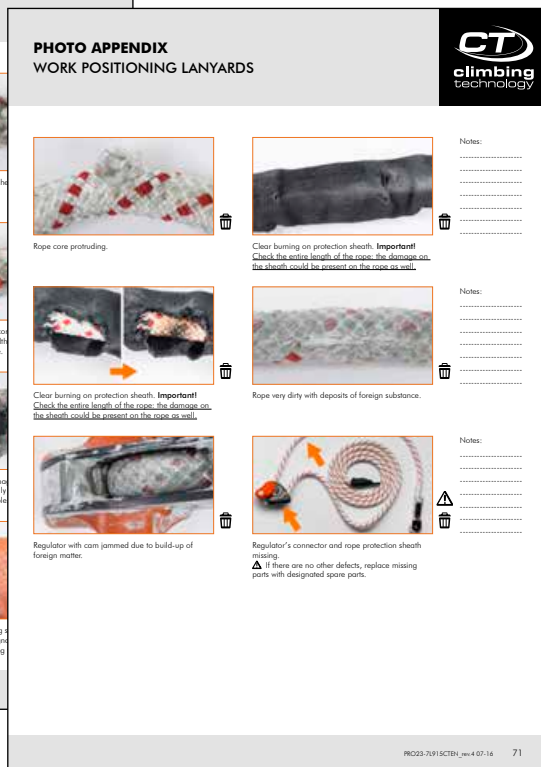 PHOTO APPENDIX
WORK POSITIONING LANYARDS
CT
climbing
technology
Rope core protruding.
Clear burning on protection sheath. Important!
Check the entire length of the rope: the damage on
the sheath could be present on the rope as well.
Notes:
Clear burning on protection sheath. Important!
Check the entire length of the rope: the damage on
the sheath could be present on the rope as well.
Rope very dirty with deposits of foreign substance.
Notes:
Regulator with cam jammed due to build-up of
foreign matter.
Regulator's connector and rope protection sheath
missing.
If there are no other defects, replace missing
parts with designated spare parts.
Notes:
PRO23-7L91SCTEN_rev.4 07-16 71